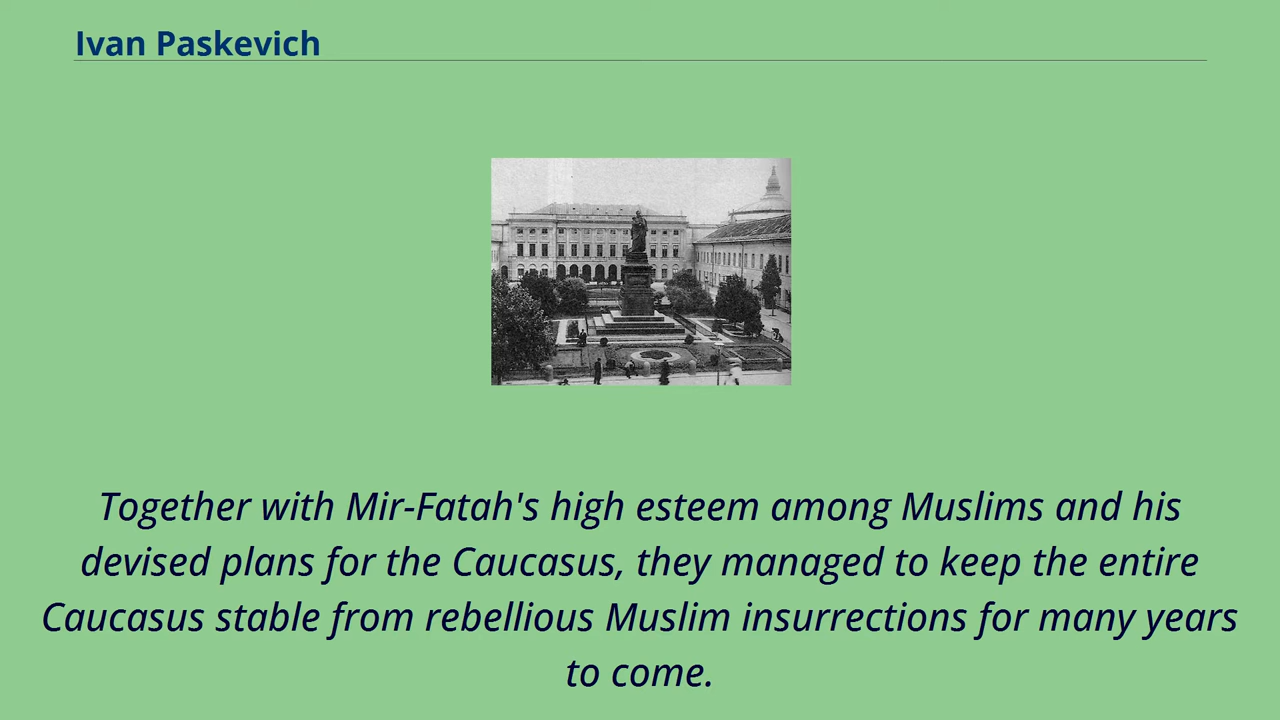 Ivan Paskevich
Together with Mir-Fatah's high esteem among Muslims and his
devised plans for the Caucasus, they managed to keep the entire
Caucasus stable from rebellious Muslim insurrections for many years
to come.